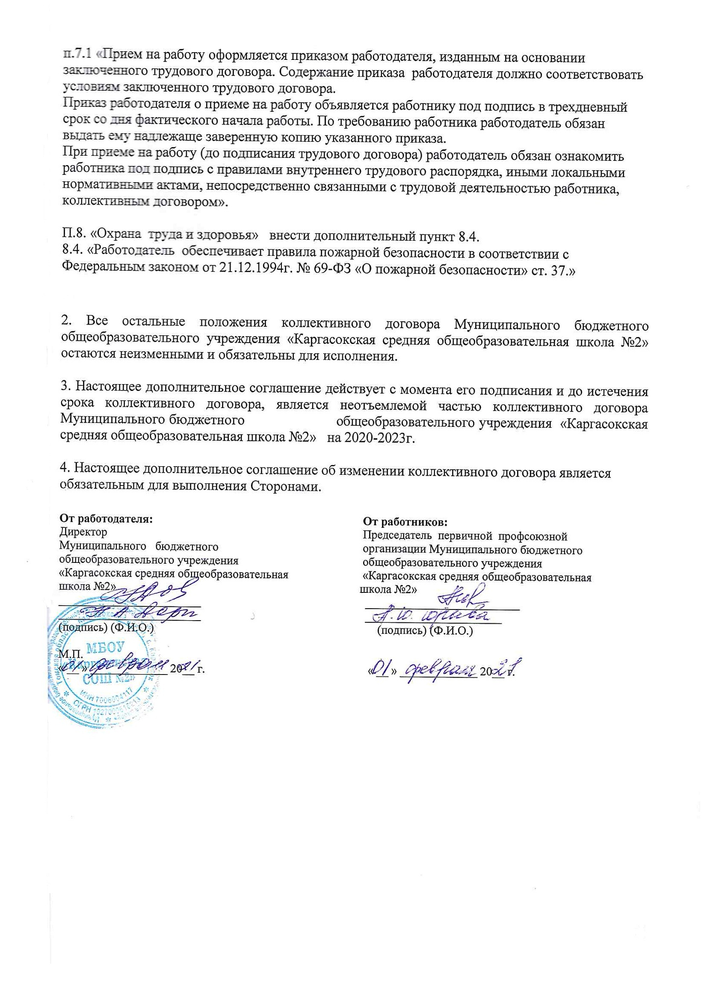 п.7.1 «Прием на работу оформляется приказом работодателя, изданным на основании
заключенного трудового договора. Содержание приказа  работодателя должно соответствовать
условиям заключенного трудового договора.
Приказ работодателя о приеме на работу объявляется работнику под подпись в трехдневный
срок со дня фактического начала работы. По требованию работника работодатель обязан
выдать ему надлежаще заверенную копию указанного приказа.
При приеме на работу (до подписания трудового договора) работодатель обязан ознакомить
работника под подпись с правилами внутреннего трудового распорядка, иными локальными
нормативными актами, непосредственно связанными с трудовой деятельностью работника,
коллективным договором».
П.8. «Охрана  труда и здоровья»   внести дополнительный пункт 8.4.
8.4. «Работодатель  обеспечивает правила пожарной безопасности в соответствии с
Федеральным законом от 21.12.1994г. № 69-ФЗ «О пожарной безопасности» ст. 37.»
2. Все остальные положения коллективного договора Муниципального бюджетного
общеобразовательного учреждения «Каргасокская средняя общеобразовательная школа №2»
остаются неизменными и обязательны для исполнения.
3. Настоящее дополнительное соглашение действует с момента его подписания и до истечения
срока коллективного договора, является неотъемлемой частью коллективного договора
Муниципального бюджетного общеобразовательного учреждения «Каргасокская
средняя общеобразовательная школа №2»   на 2020-2023г.
4. Настоящее дополнительное соглашение об изменении коллективного договора является
обязательным для выполнения Сторонами.
От работодателя:
Директор
Муниципального бюджетного
общеобразовательного учреждения
«Каргасокская средняя общеобразовательная
школа №2»
(подпись) (Ф.И.О.)
М.П.
«01» февраля 2021 г.
МБОУ
«Каргасокская
СОШ №2»
ИНН 7006004117
От работников:
Председатель первичной профсоюзной
организации Муниципального бюджетного
общеобразовательного учреждения
«Каргасокская средняя общеобразовательная
школа №2»
А.Ю.
(подпись) (Ф.И.О.)
«01» февраля 2021 г.